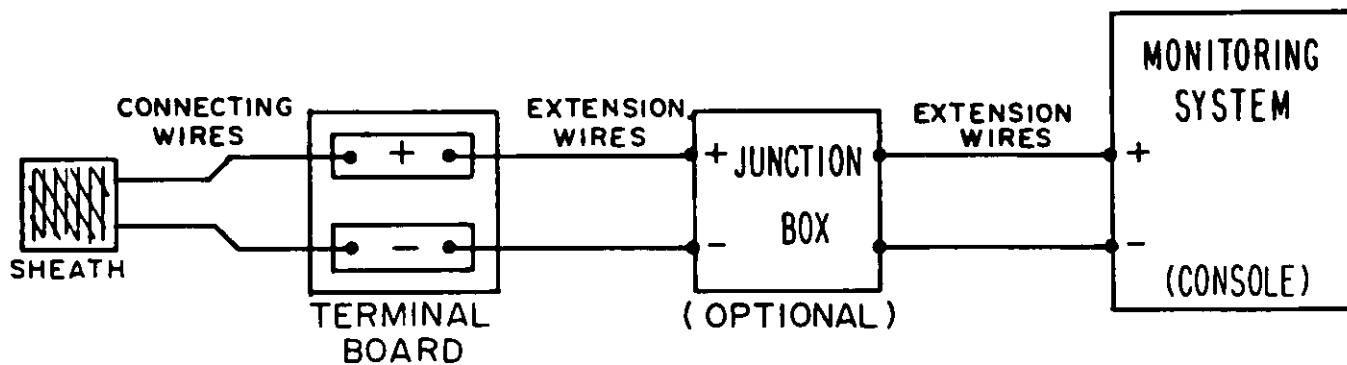 CONNECTING
WIRES
SHEATH
+
-
TERMINAL
BOARD
EXTENSION
WIRES
+
-
JUNCTION
BOX
(OPTIONAL)
EXTENSION
WIRES
+
-
MONITORING
SYSTEM
(CONSOLE)